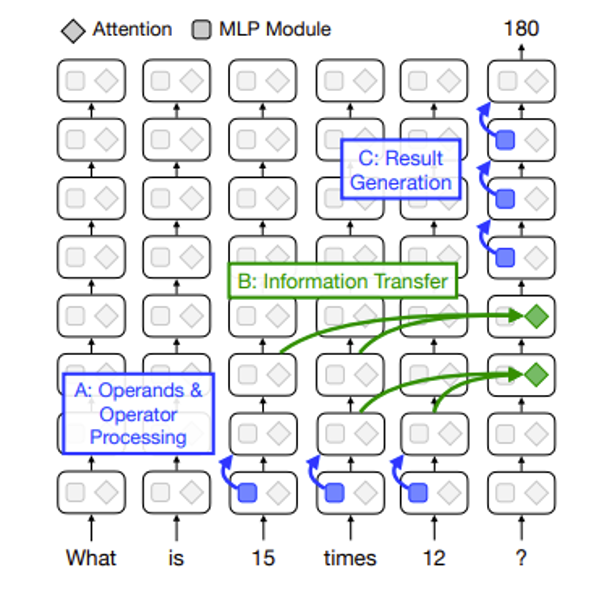 Attention MLP Module 180
C: Result
Generation
B: Information Transfer
A: Operands &
Operator
Processing
What is 15 times 12 ?